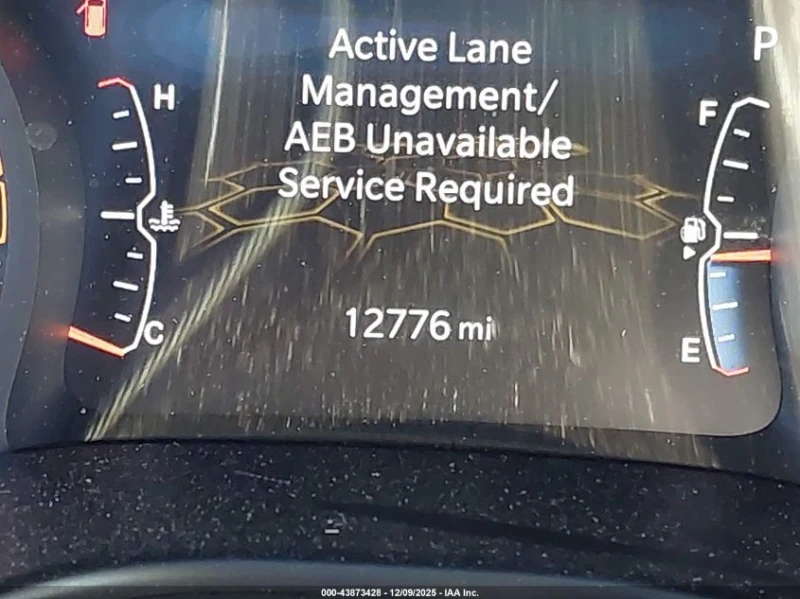 Active Lane
P
Management/
H
F
AEB Unavailable
Service Required
12776 mi
C
E
000-43873428 - 12/09/2025 - IAA Inc.